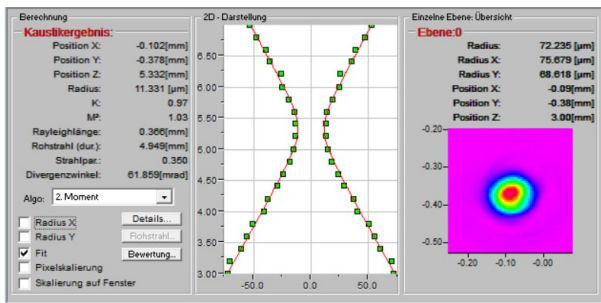 Berechnung
Kaustikergebnis:
Position X: -0.102[mm]
Position Y: -0.378[mm]
Position Z: 5.332[mm]
Radius: 11.331 [µm]
K: 0.97
M²: 1.03
Rayleighlänge: 0.366[mm]
Rohstrahl (dur.): 4.949[mm]
Strahlpar.: 0.350
Divergenzwinkel: 61.859[mrad]
Algo: 2. Moment
Radius X
Details...
Radius Y
Rohstrahl...
Fit
Bewertung...
Pixelskalierung
Skalierung auf Fenster
2D - Darstellung
6.50
6.00
5.50
5.00
4.50
4.00
3.50
3.00
-50.0 0.0 50.0
Einzelne Ebene: Übersicht
Ebene:0
Radius: 72.235 [µm]
Radius X: 75.679 [µm]
Radius Y: 68.618 [µm]
Position X: -0.09[mm]
Position Y: -0.38[mm]
Position Z: 3.00[mm]
-0.20
-0.30
-0.40
-0.50
-0.20 -0.10 -0.00